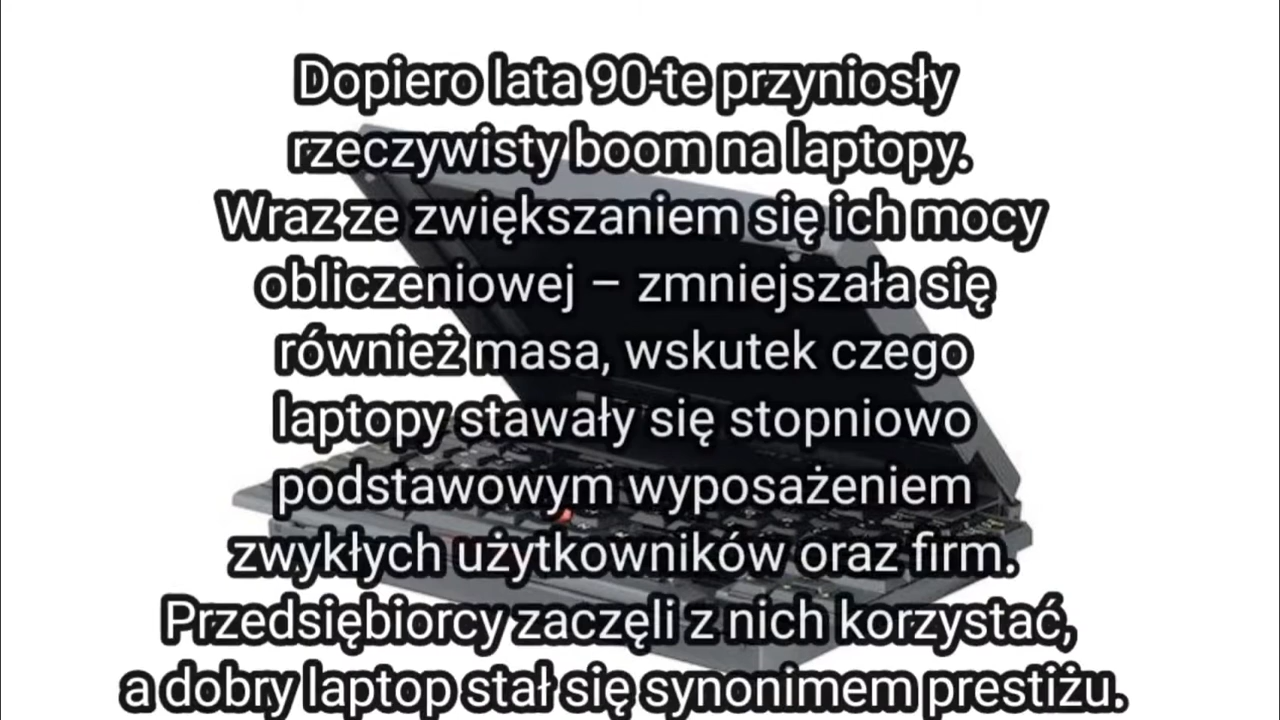 Dopiero lata 90-te przyniosły
rzeczywisty boom na laptopy.
Wraz ze zwiększaniem się ich mocy
obliczeniowej – zmniejszała się
również masa, wskutek czego
laptopy stawały się stopniowo
podstawowym wyposażeniem
zwykłych użytkowników oraz firm.
Przedsiębiorcy zaczęli z nich korzystać,
a dobry laptop stał się synonimem prestiżu.